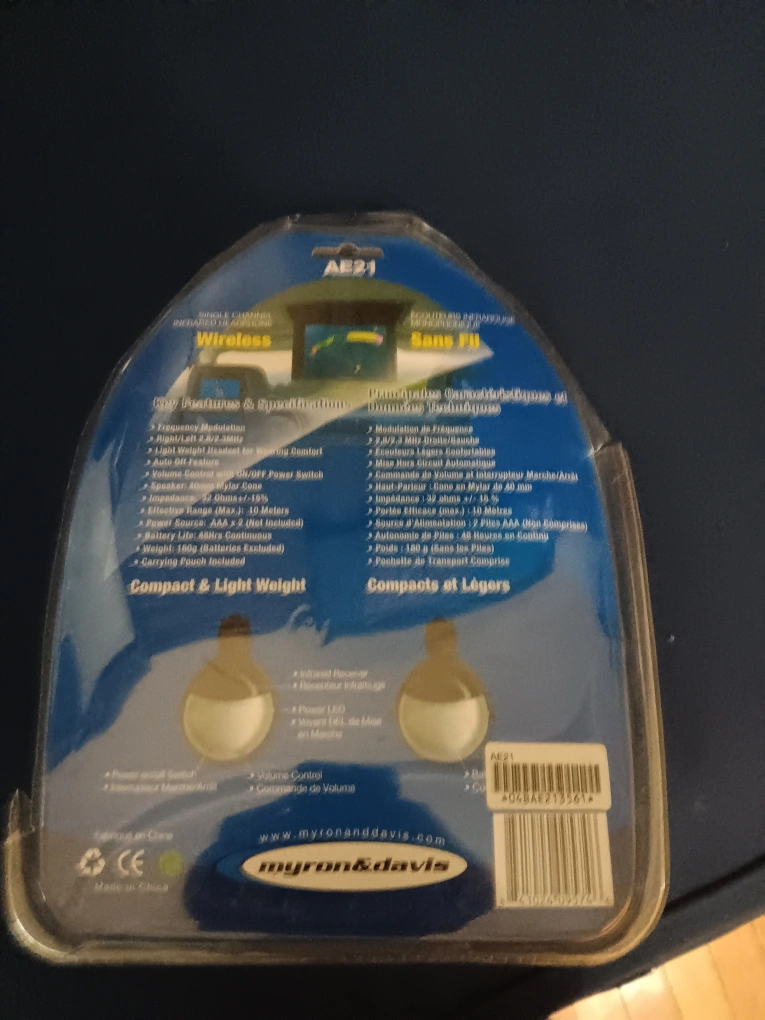 AE21
SINGLE CHANNEL
INFRARED HEADPHONE
Wireless
ÉCOUTEURS INFRAROUGE
MONOPHONIQUE
Sans Fil
Key Features & Specifications
Frequency Modulation
Right/Left 2.8/2.3MHz
Light Weight Headset for Wearing Comfort
Auto Off Feature
Volume Control with ON/OFF Power Switch
Speaker: 40mm Mylar Cone
Impedance: 32 Ohms+/-15%
Effective Range (Max.): 10 Meters
Power Source: AAA x 2 (Not Included)
Battery Life: 48Hrs Continuous
Weight: 180g (Batteries Excluded)
Carrying Pouch Included
Compact & Light Weight
Principales Caractéristiques et
Données Techniques
Modulation de Fréquence
2.8/2.3 MHz Droite/Gauche
Écouteurs Légers Confortables
Mise Hors Circuit Automatique
Commande de Volume et Interrupteur Marche/Arrêt
Haut-Parleur : Cone en Mylar de 40 mm
Impédance : 32 ohms +/- 15 %
Portée Efficace (max.) : 10 Mètres
Source d'Alimentation : 2 Piles AAA (Non Comprises)
Autonomie de Piles : 48 Heures en Continu
Poids : 180 g (Sans les Piles)
Pochette de Transport Comprise
Compacts et Légers
Infrared Receiver
Récepteur Infrarouge
Power LED
Voyant DÉL de Mise
en Marche
Power on/off Switch
Interrupteur Marche/Arrêt
Volume Control
Commande de Volume
AE21
*048AE213561*
Fabriqué en Chine
CE
Made in China
www.myronanddavis.com
myron&davis